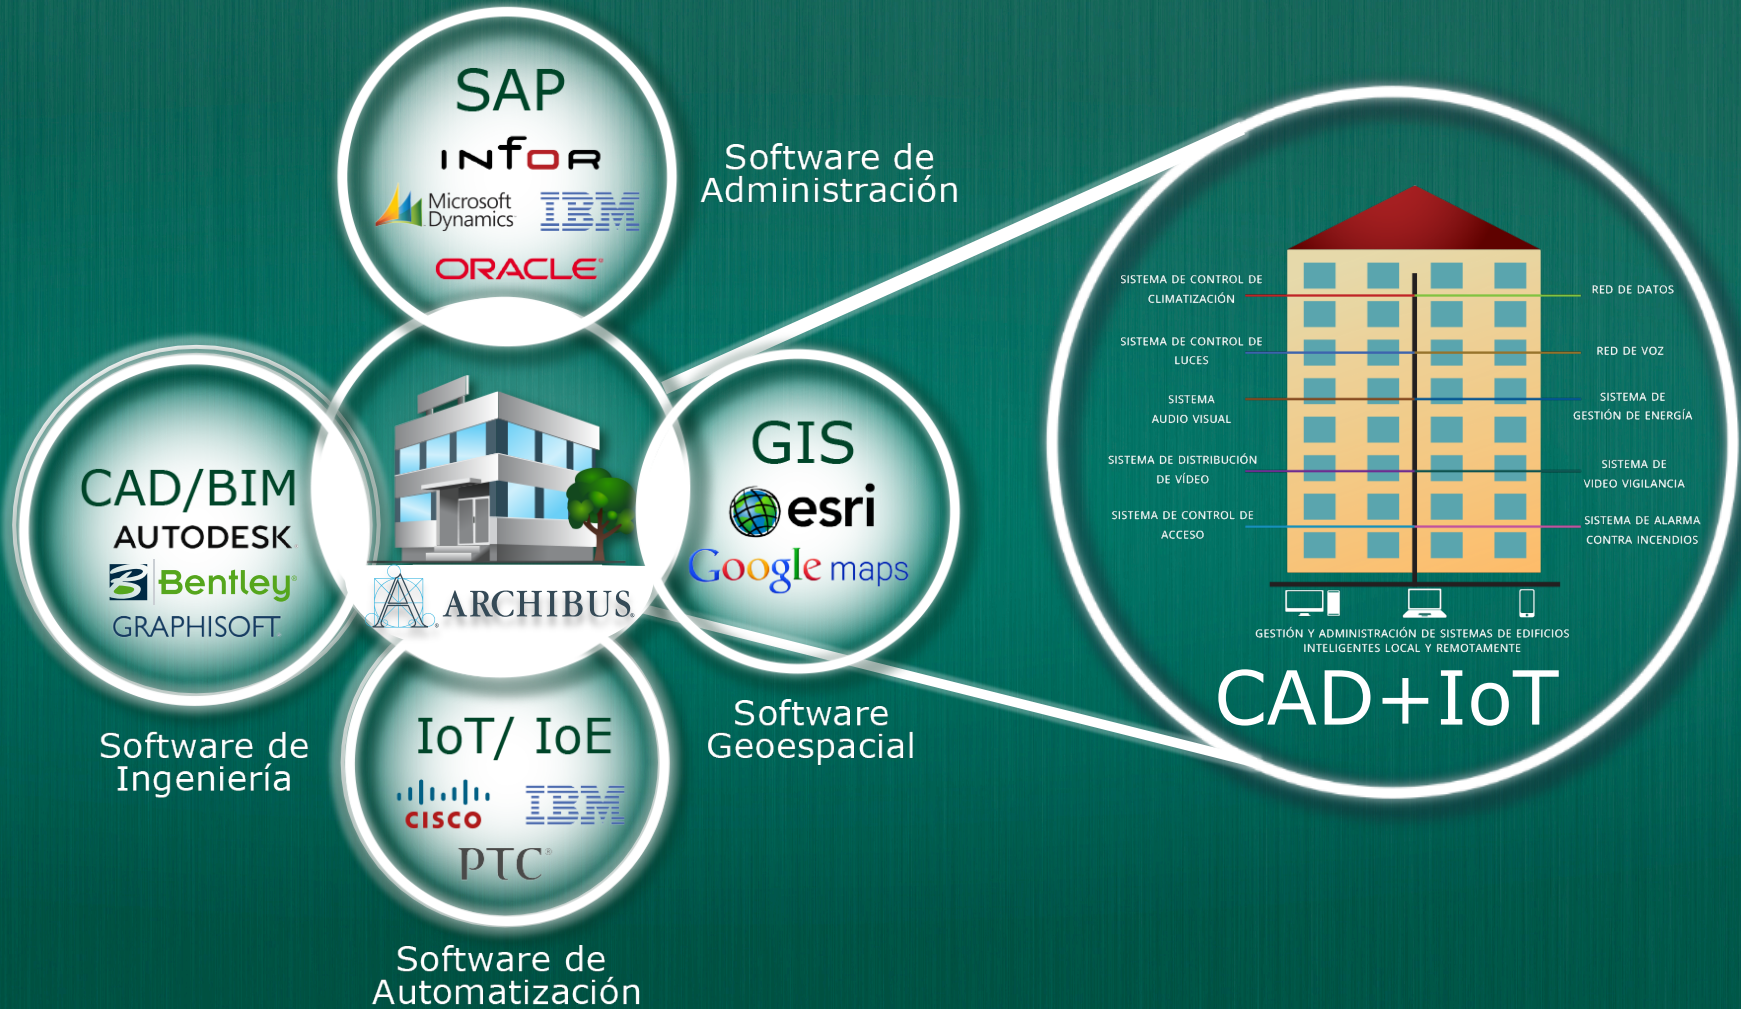 SAP
infor
Microsoft
Dynamics
IBM
ORACLE®
Software de
Administración
CAD/BIM
AUTODESK.
Bentley®
GRAPHISOFT.
Software de
Ingeniería
A®
ARCHIBUS®
GIS
esri
Google maps
Software
Geoespacial
IoT/ IoE
CISCO
IBM
PTC®
Software de
Automatización
SISTEMA DE CONTROL DE
CLIMATIZACIÓN
SISTEMA DE CONTROL DE
LUCES
SISTEMA
AUDIO VISUAL
SISTEMA DE DISTRIBUCIÓN
DE VÍDEO
SISTEMA DE CONTROL DE
ACCESO
RED DE DATOS
RED DE VOZ
SISTEMA DE
GESTIÓN DE ENERGÍA
SISTEMA DE
VIDEO VIGILANCIA
SISTEMA DE ALARMA
CONTRA INCENDIOS
GESTIÓN Y ADMINISTRACIÓN DE SISTEMAS DE EDIFICIOS
INTELIGENTES LOCAL Y REMOTAMENTE
CAD+IoT